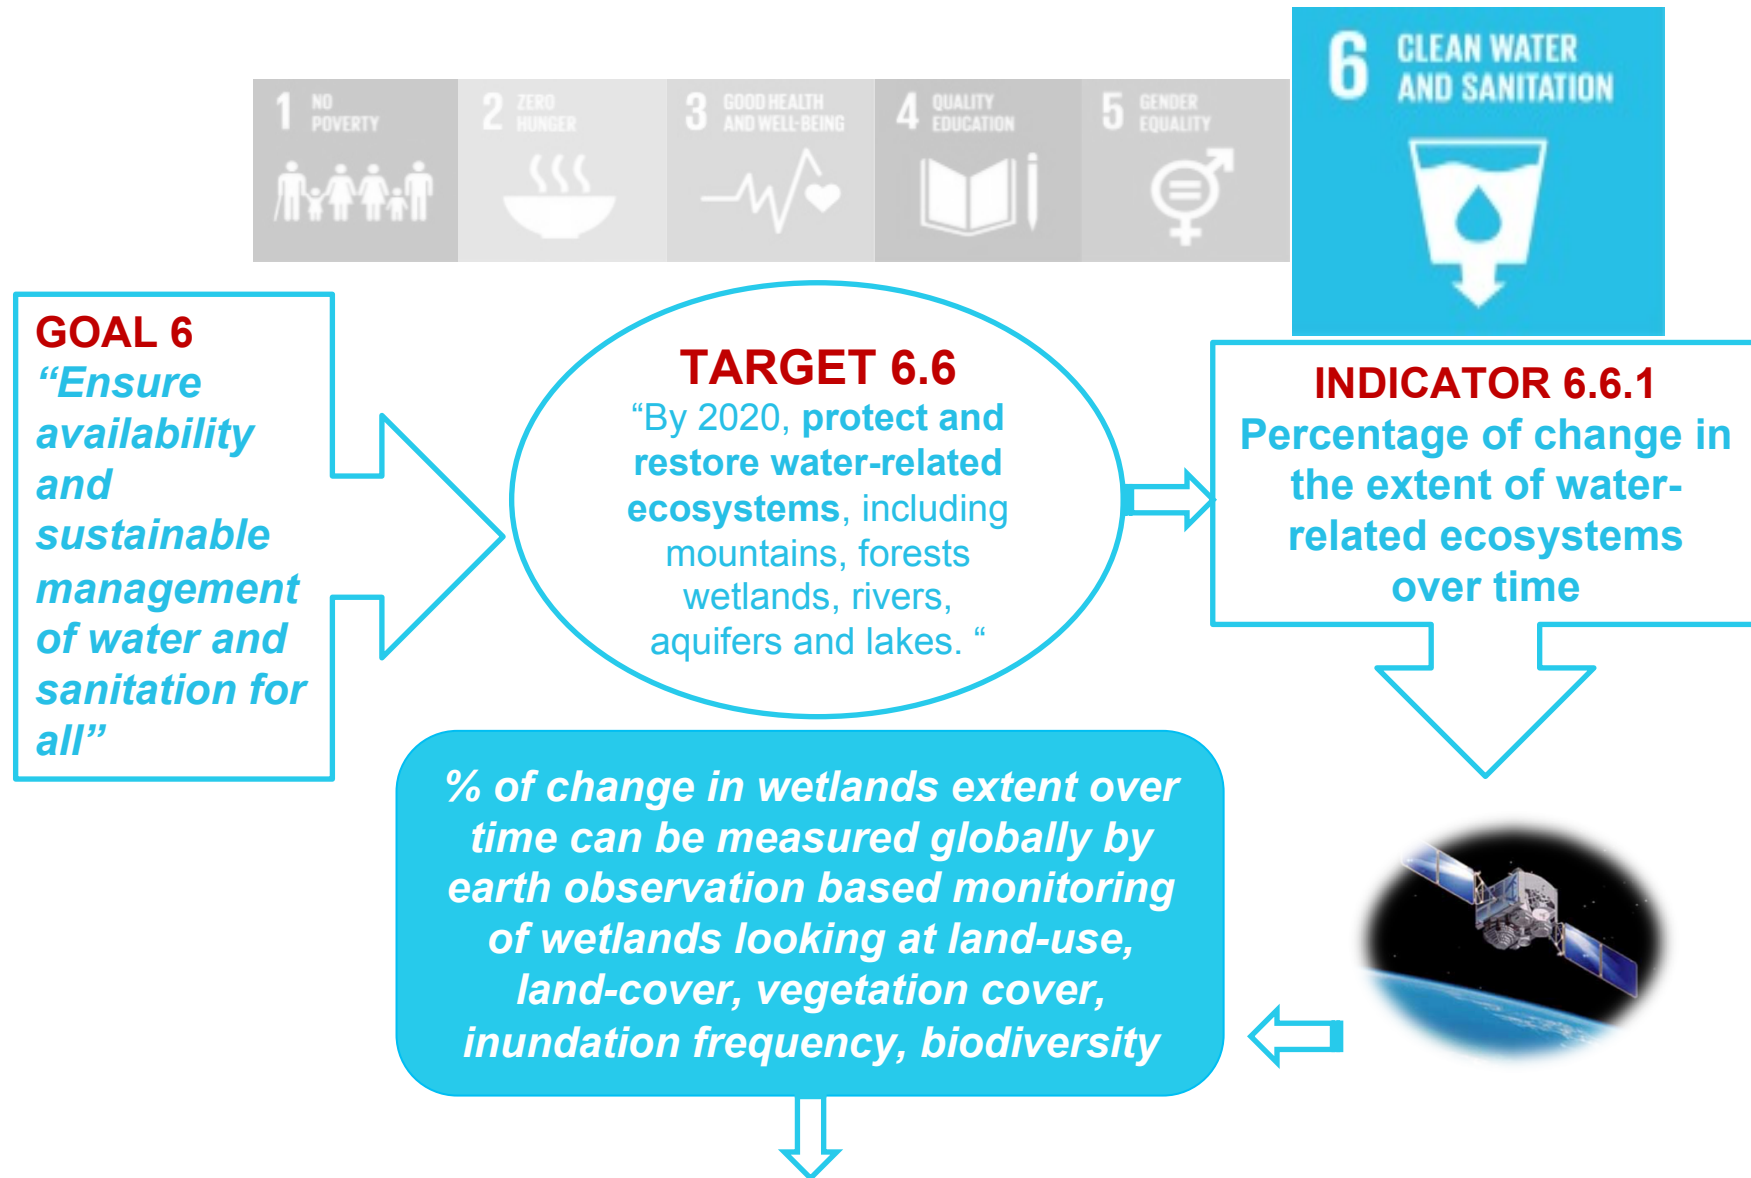 1 NO
POVERTY
2 ZERO
HUNGER
3 GOOD HEALTH
AND WELL-BEING
4 QUALITY
EDUCATION
5 GENDER
EQUALITY
6 CLEAN WATER
AND SANITATION
GOAL 6
“Ensure
availability
and
sustainable
management
of water and
sanitation for
all”
TARGET 6.6
“By 2020, protect and
restore water-related
ecosystems, including
mountains, forests
wetlands, rivers,
aquifers and lakes. “
INDICATOR 6.6.1
Percentage of change in
the extent of water-
related ecosystems
over time
% of change in wetlands extent over
time can be measured globally by
earth observation based monitoring
of wetlands looking at land-use,
land-cover, vegetation cover,
inundation frequency, biodiversity